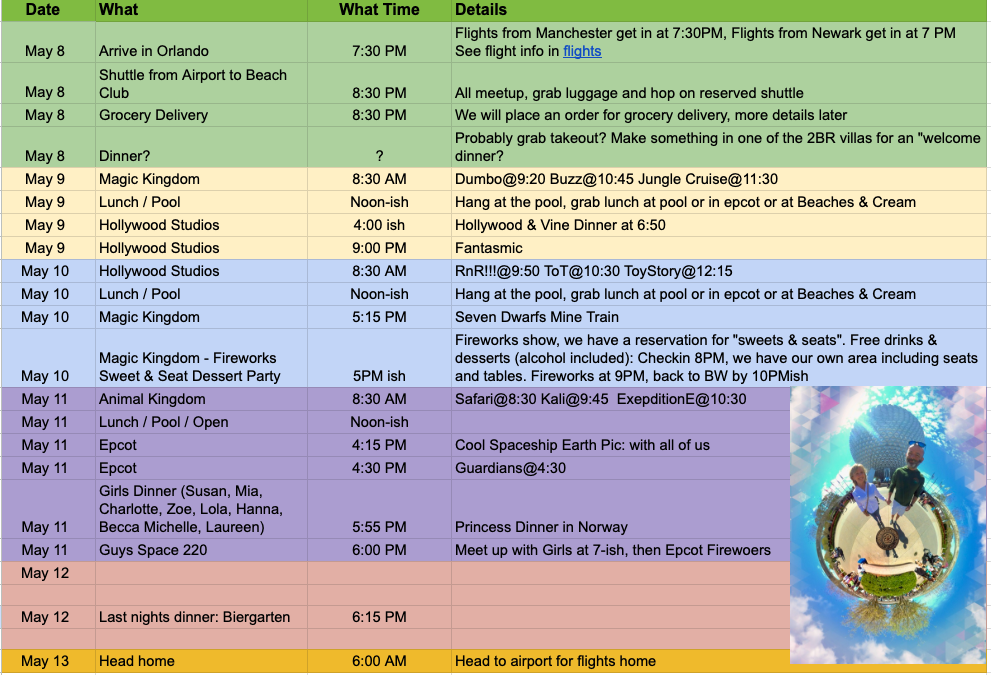 Date What What Time Details
Flights from Manchester get in at 7:30PM, Flights from Newark get in at 7 PM
May 8 Arrive in Orlando 7:30 PM See flight info in flights
Shuttle from Airport to Beach
May 8 Club 8:30 PM All meetup, grab luggage and hop on reserved shuttle
May 8 Grocery Delivery 8:30 PM We will place an order for grocery delivery, more details later
Probably grab takeout? Make something in one of the 2BR villas for an "welcome
May 8 Dinner? ? dinner?
May 9 Magic Kingdom 8:30 AM Dumbo@9:20 Buzz@10:45 Jungle Cruise@11:30
May 9 Lunch / Pool Noon-ish Hang at the pool, grab lunch at pool or in epcot or at Beaches & Cream
May 9 Hollywood Studios 4:00 ish Hollywood & Vine Dinner at 6:50
May 9 Hollywood Studios 9:00 PM Fantasmic
May 10 Hollywood Studios 8:30 AM RnR!!!@9:50 ToT@10:30 ToyStory@12:15
May 10 Lunch / Pool Noon-ish Hang at the pool, grab lunch at pool or in epcot or at Beaches & Cream
May 10 Magic Kingdom 5:15 PM Seven Dwarfs Mine Train
Fireworks show, we have a reservation for "sweets & seats". Free drinks &
Magic Kingdom - Fireworks desserts (alcohol included): Checkin 8PM, we have our own area including seats
May 10 Sweet & Seat Dessert Party 5PM ish and tables. Fireworks at 9PM, back to BW by 10PMish
May 11 Animal Kingdom 8:30 AM Safari@8:30 Kali@9:45 ExepditionE@10:30
May 11 Lunch / Pool / Open Noon-ish
May 11 Epcot 4:15 PM Cool Spaceship Earth Pic: with all of us
May 11 Epcot 4:30 PM Guardians@4:30
Girls Dinner (Susan, Mia,
Charlotte, Zoe, Lola, Hanna,
May 11 Becca Michelle, Laureen) 5:55 PM Princess Dinner in Norway
May 11 Guys Space 220 6:00 PM Meet up with Girls at 7-ish, then Epcot Firewoers
May 12
May 12 Last nights dinner: Biergarten 6:15 PM
May 13 Head home 6:00 AM Head to airport for flights home